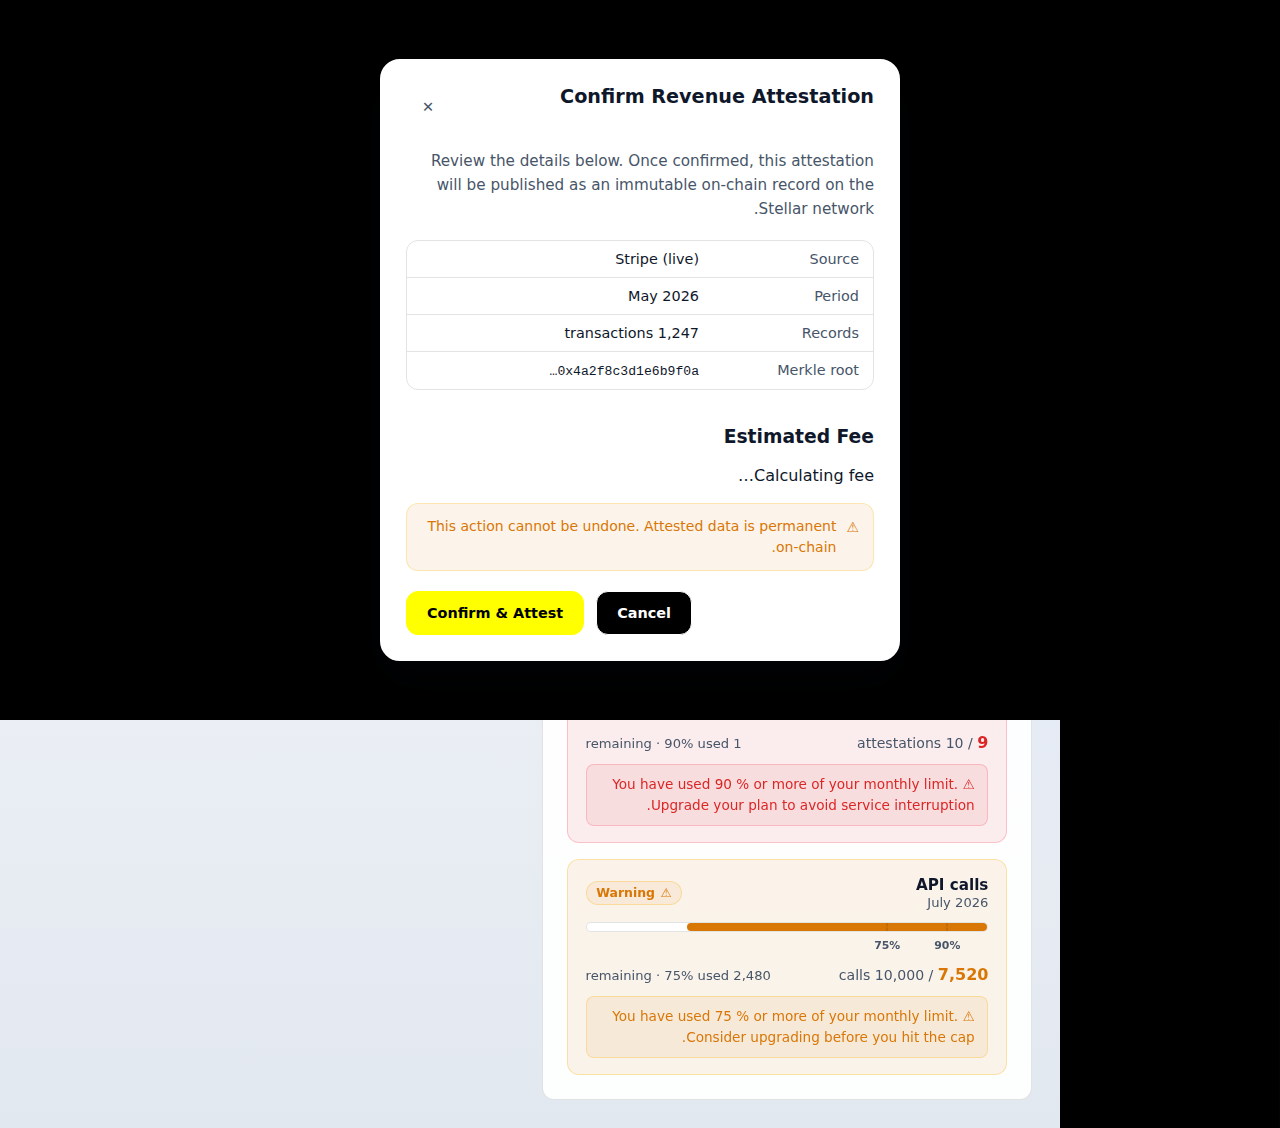 Confirm Revenue Attestation
×
Review the details below. Once confirmed, this attestation
will be published as an immutable on-chain record on the
.Stellar network
Source Stripe (live)
Period May 2026
Records transactions 1,247
Merkle root …0x4a2f8c3d1e6b9f0a
Estimated Fee
…Calculating fee
⚠ This action cannot be undone. Attested data is permanent
.on-chain
Cancel
Confirm & Attest
attestations 10 / 9
remaining · 90% used 1
You have used 90 % or more of your monthly limit. ⚠
.Upgrade your plan to avoid service interruption
API calls
July 2026
Warning ⚠
75% 90%
calls 10,000 / 7,520
remaining · 75% used 2,480
You have used 75 % or more of your monthly limit. ⚠
.Consider upgrading before you hit the cap